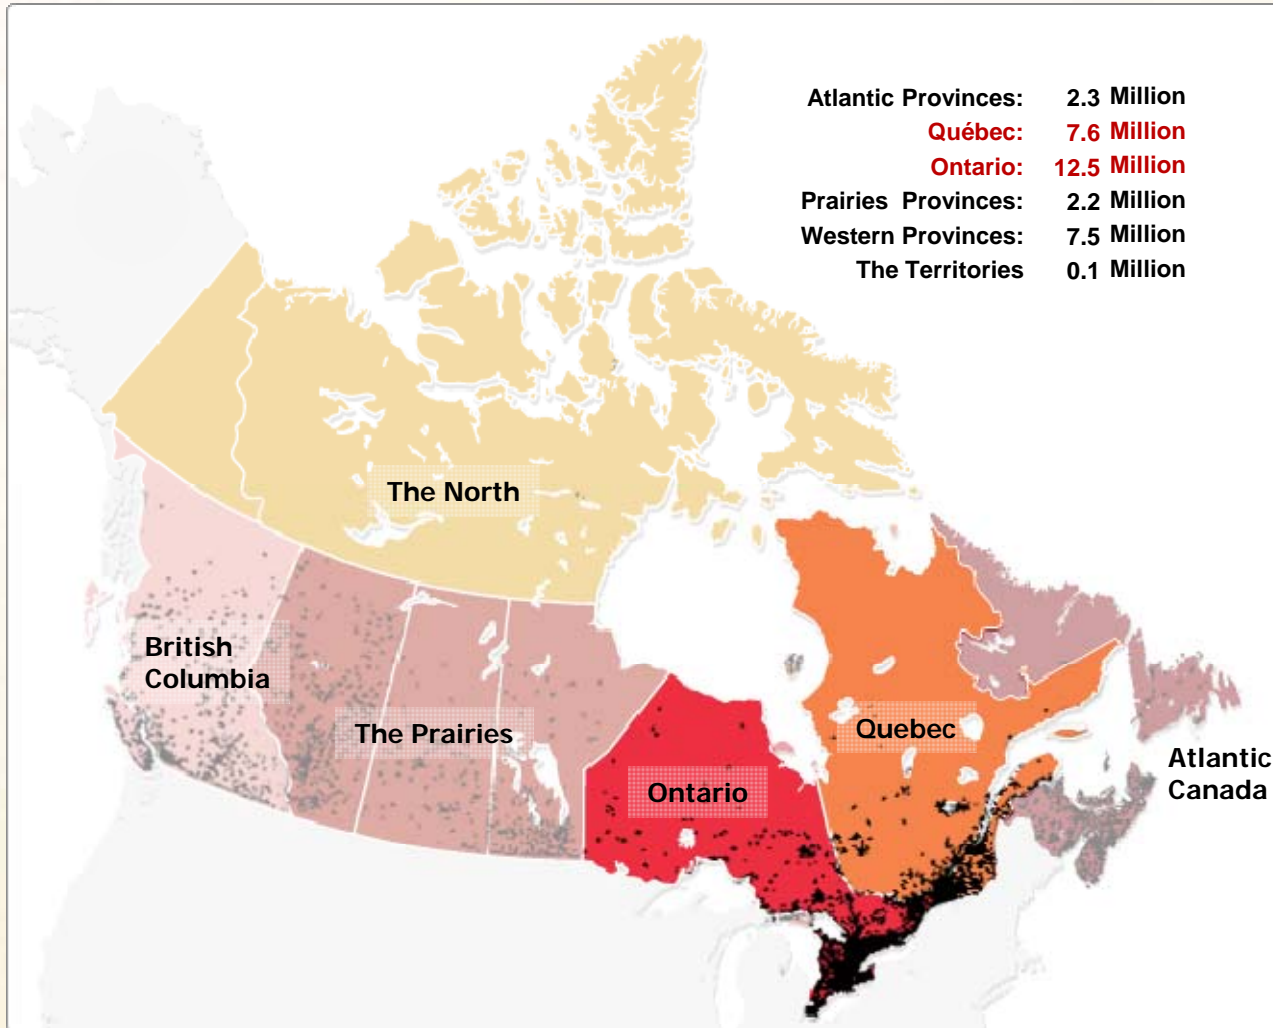 Atlantic Provinces: 2.3 Million
Québec: 7.6 Million
Ontario: 12.5 Million
Prairies Provinces: 2.2 Million
Western Provinces: 7.5 Million
The Territories 0.1 Million
The North
British
Columbia
The Prairies
Quebec
Ontario
Atlantic
Canada